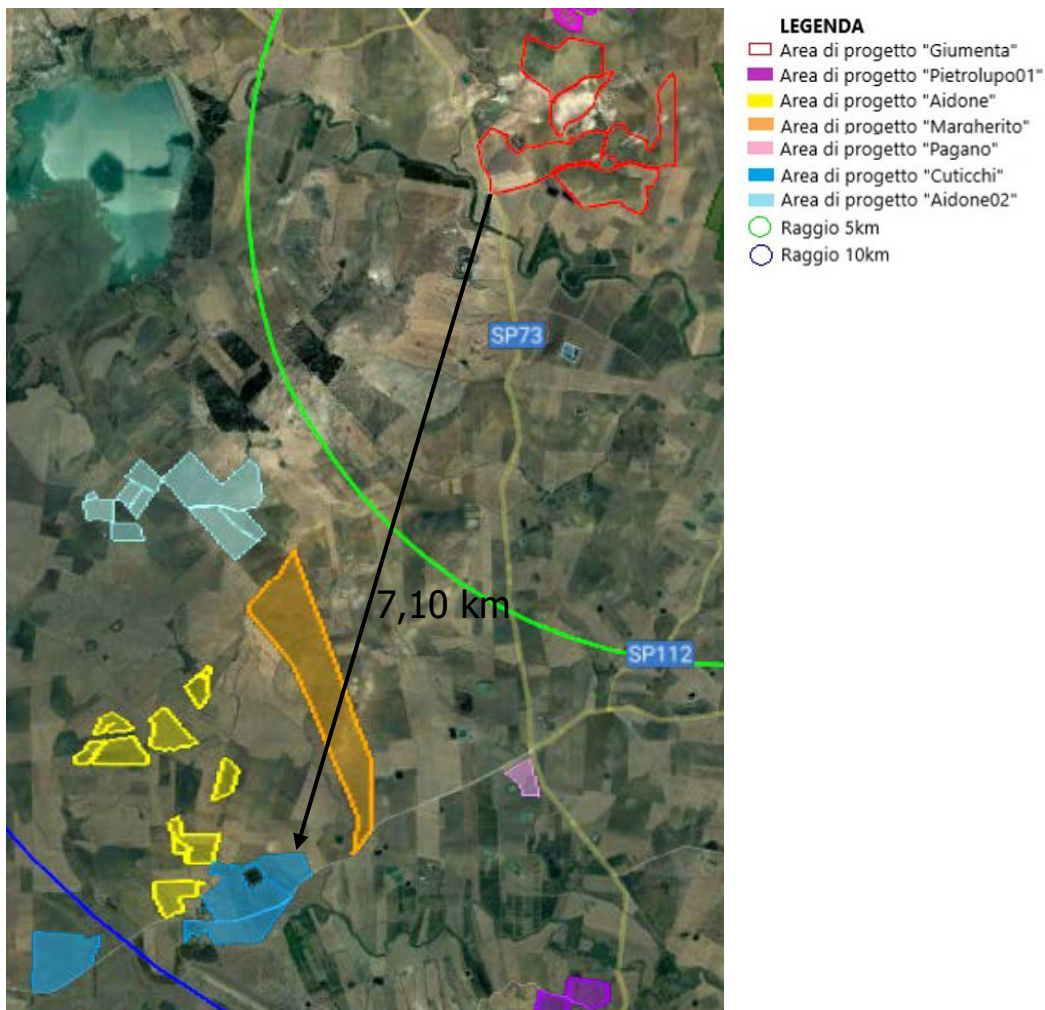 LEGENDA
Area di progetto "Giumenta"
Area di progetto "Pietrolupo01"
Area di progetto "Aidone"
Area di progetto "Margherito"
Area di progetto "Pagano"
Area di progetto "Cuticchi"
Area di progetto "Aidone02"
Raggio 5km
Raggio 10km
SP73
7,10 km
SP112